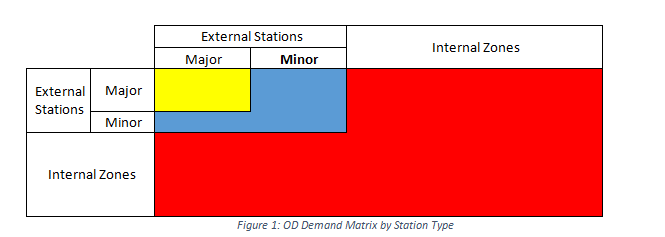 External Stations
Internal Zones
Major
Minor
External
Stations
Major
Minor
Internal Zones
Figure 1: OD Demand Matrix by Station Type